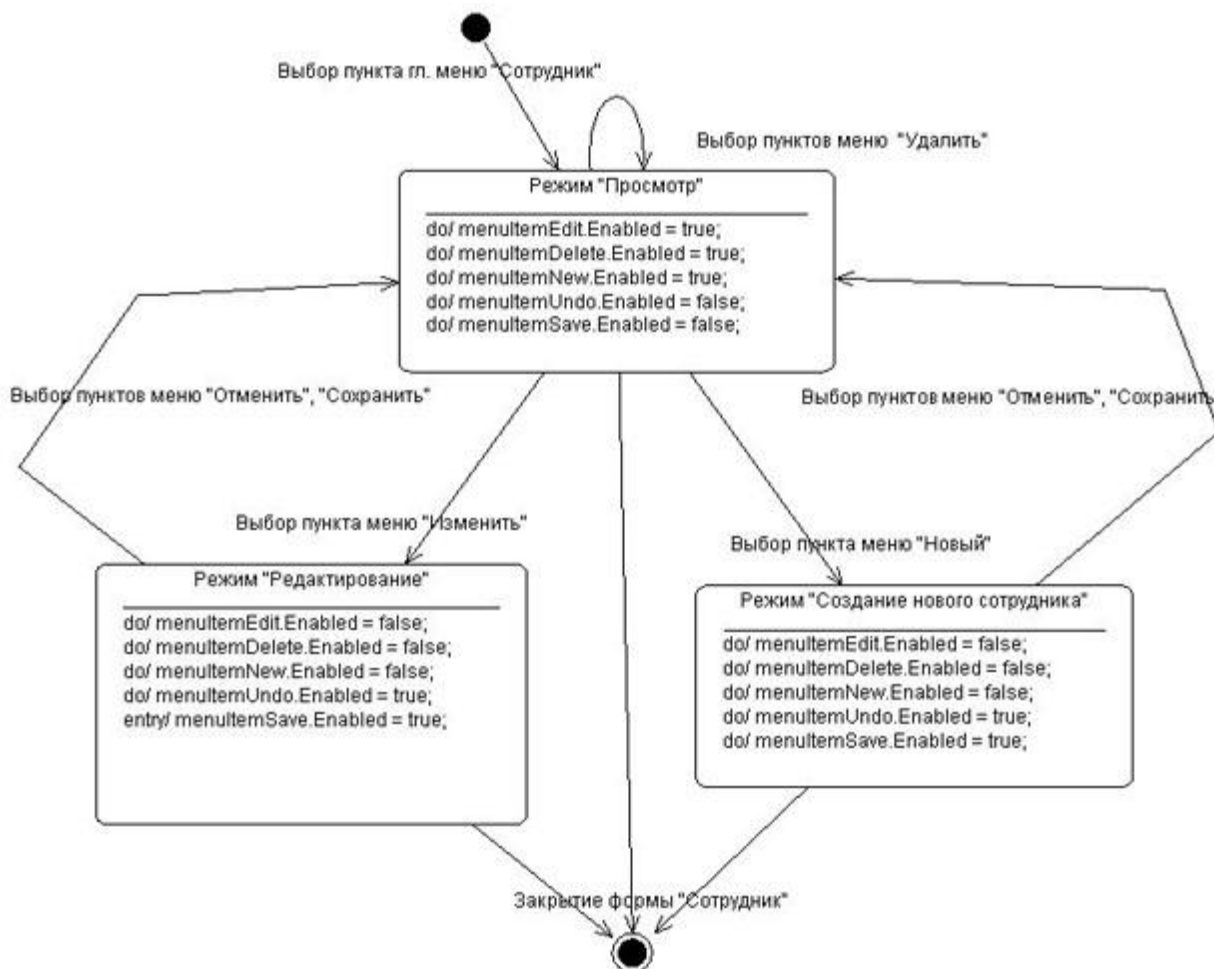 Выбор пункта гл. меню "Сотрудник"
Выбор пунктов меню "Удалить"
Режим "Просмотр"
do/ menuItemEdit.Enabled = true;
do/ menuItemDelete.Enabled = true;
do/ menuItemNew.Enabled = true;
do/ menuItemUndo.Enabled = false;
do/ menuItemSave.Enabled = false;
Выбор пунктов меню "Отменить", "Сохранить"
Выбор пунктов меню "Отменить", "Сохранить
Выбор пункта меню "Изменить"
Выбор пункта меню "Новый"
Режим "Редактирование"
do/ menuItemEdit.Enabled = false;
do/ menuItemDelete.Enabled = false;
do/ menuItemNew.Enabled = false;
do/ menuItemUndo.Enabled = true;
entry/ menuItemSave.Enabled = true;
Режим "Создание нового сотрудника"
do/ menuItemEdit.Enabled = false;
do/ menuItemDelete.Enabled = false;
do/ menuItemNew.Enabled = false;
do/ menuItemUndo.Enabled = true;
do/ menuItemSave.Enabled = true;
Закрытие формы "Сотрудник"